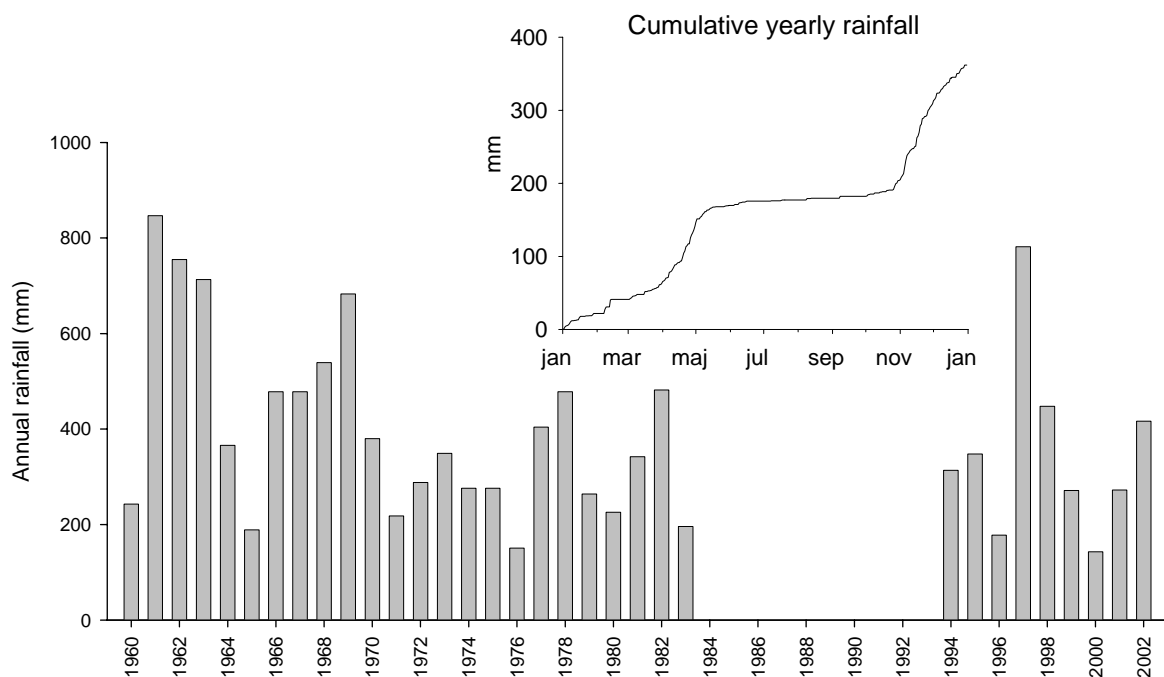 Cumulative yearly rainfall
400
300
200
100
0
mm
jan mar maj jul sep nov jan
1000
800
600
400
200
0
Annual rainfall (mm)
1960 1962 1964 1966 1968 1970 1972 1974 1976 1978 1980 1982 1984 1986 1988 1990 1992 1994 1996 1998 2000 2002